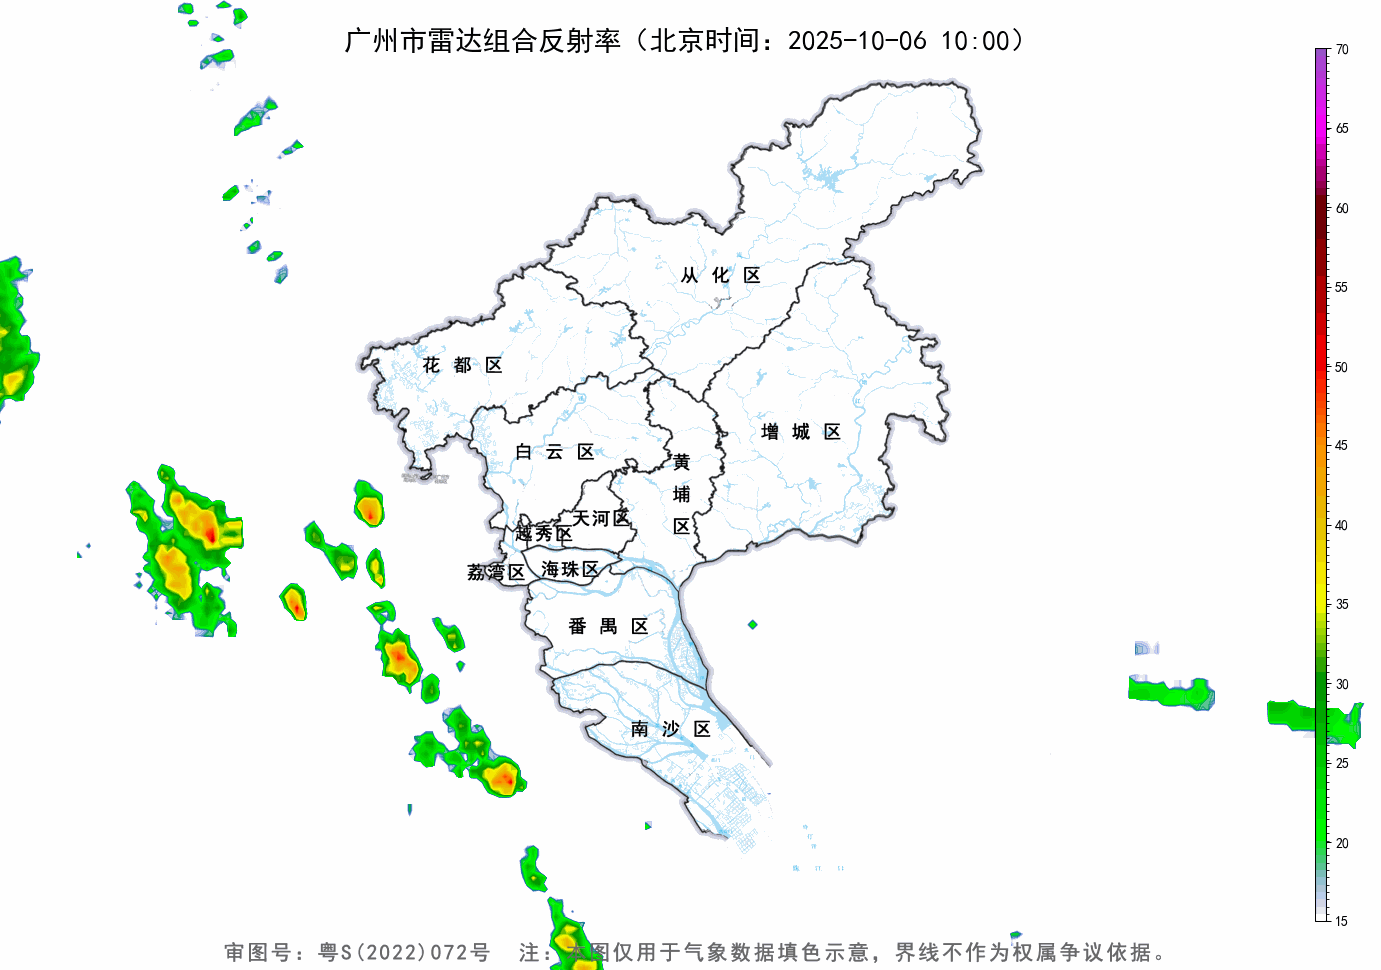 广州市雷达组合反射率（北京时间：2025-10-06 10:00）
70
65
60
55
50
45
40
35
30
25
20
15
从化区
花都区
增城区
白云区
黄埔区
天河区
越秀区
荔湾区
海珠区
番禺区
南沙区
审图号：粤S(2022)072号 注：本图仅用于气象数据填色示意，界线不作为权属争议依据。